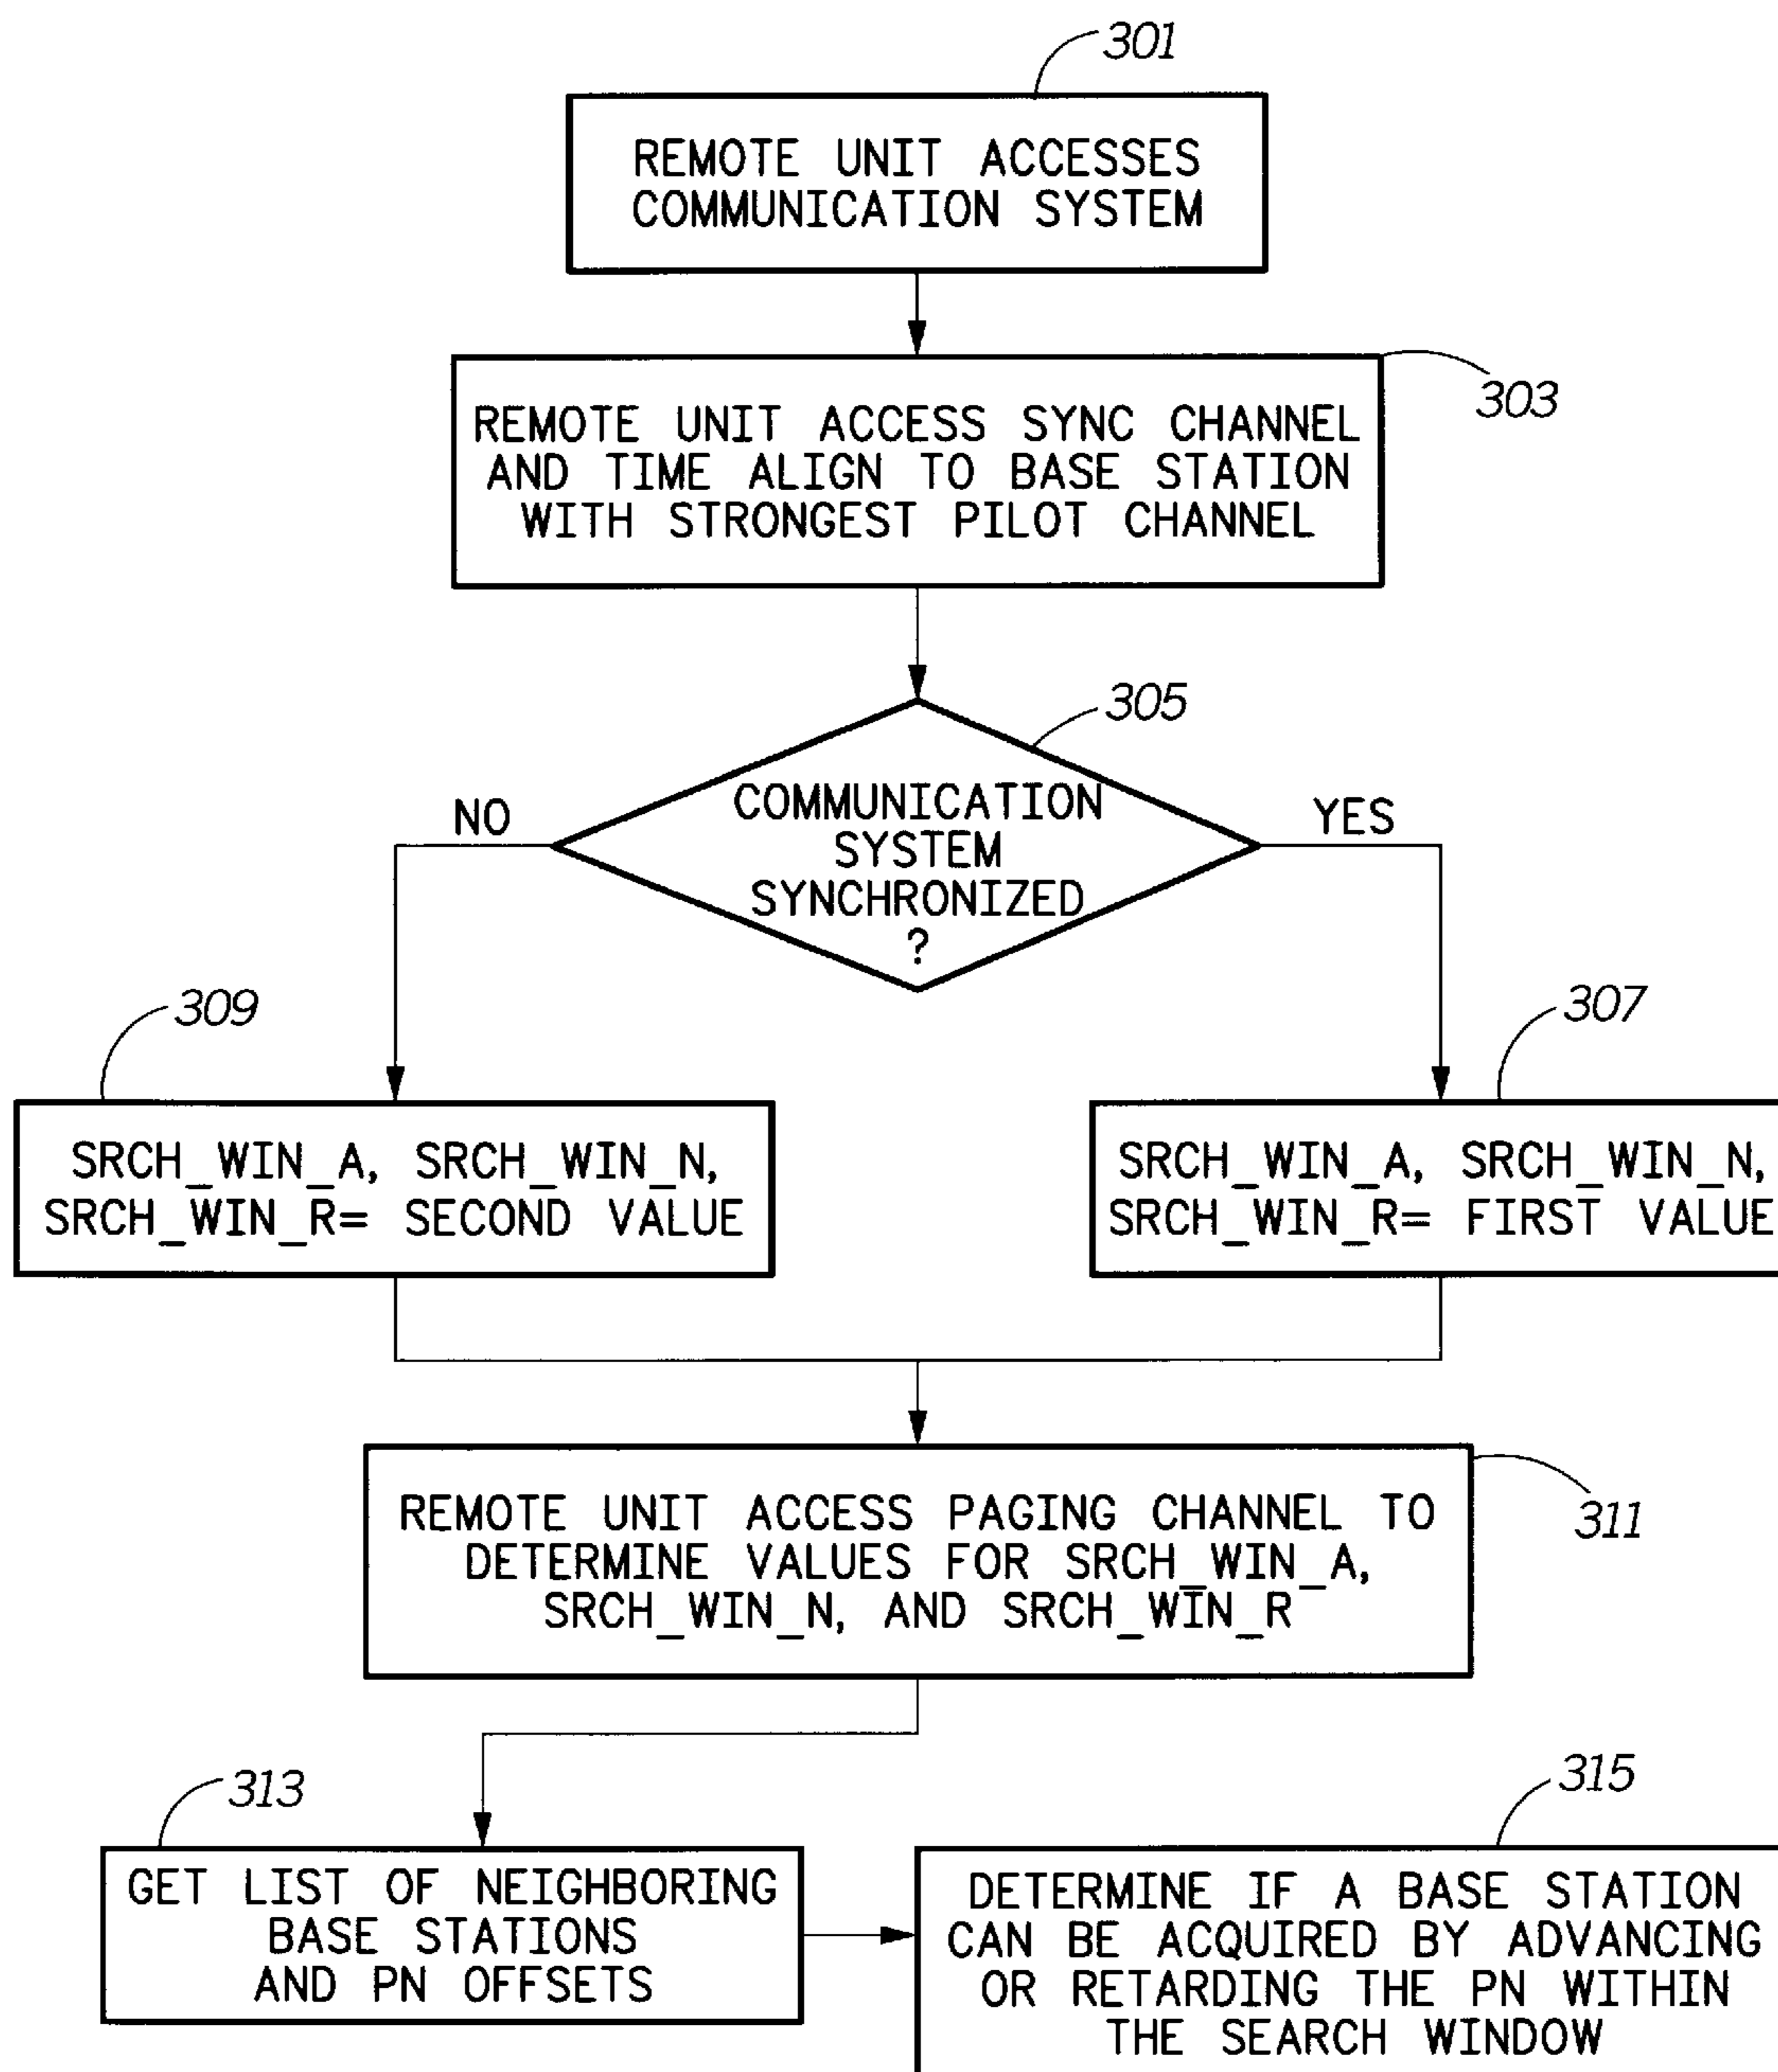 301
REMOTE UNIT ACCESSES
COMMUNICATION SYSTEM
303
REMOTE UNIT ACCESS SYNC CHANNEL
AND TIME ALIGN TO BASE STATION
WITH STRONGEST PILOT CHANNEL
305
NO
COMMUNICATION
SYSTEM
SYNCHRONIZED
?
YES
309
SRCH_WIN_A, SRCH_WIN_N,
SRCH_WIN_R= SECOND VALUE
307
SRCH_WIN_A, SRCH_WIN_N,
SRCH_WIN_R= FIRST VALUE
311
REMOTE UNIT ACCESS PAGING CHANNEL TO
DETERMINE VALUES FOR SRCH_WIN_A,
SRCH_WIN_N, AND SRCH_WIN_R
313
GET LIST OF NEIGHBORING
BASE STATIONS
AND PN OFFSETS
315
DETERMINE IF A BASE STATION
CAN BE ACQUIRED BY ADVANCING
OR RETARDING THE PN WITHIN
THE SEARCH WINDOW